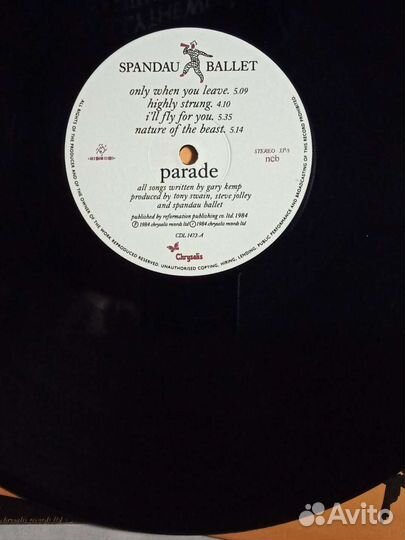 SPANDAU BALLET
only when you leave. 5.09
highly strung. 4.10
i'll fly for you. 5.35
nature of the beast. 5.14
STEREO
ncb
parade
all songs written by gary kemp
produced by tony swain, steve jolley
and spandau ballet
published by reformation publishing co. ltd. 1984
℗ 1984 chrysalis records ltd © 1984 chrysalis records ltd
CDL 1473 A
Chrysalis
ALL RIGHTS OF THE PRODUCER AND OF THE OWNER OF THE WORK REPRODUCED RESERVED. UNAUTHORISED COPYING, HIRING, LENDING, PUBLIC PERFORMANCE AND BROADCASTING OF THIS RECORD PROHIBITED.
chrysalis records ltd
Avito